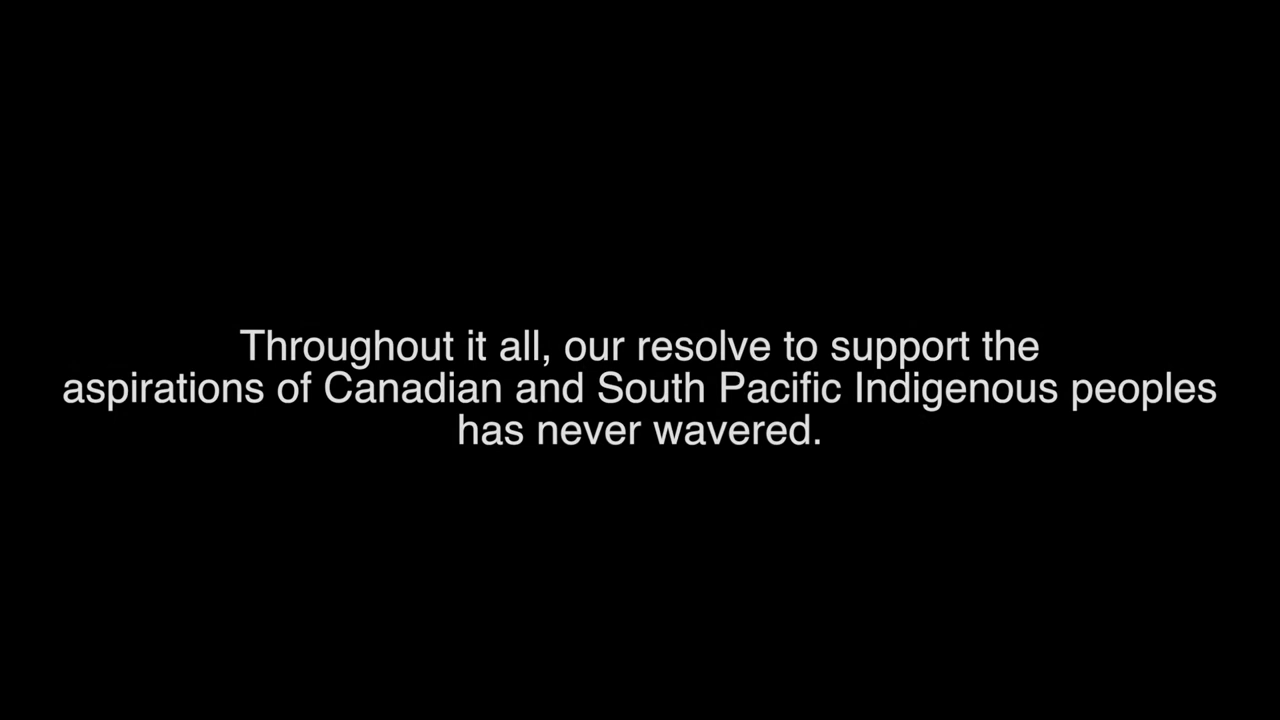 Throughout it all, our resolve to support the
aspirations of Canadian and South Pacific Indigenous peoples
has never wavered.